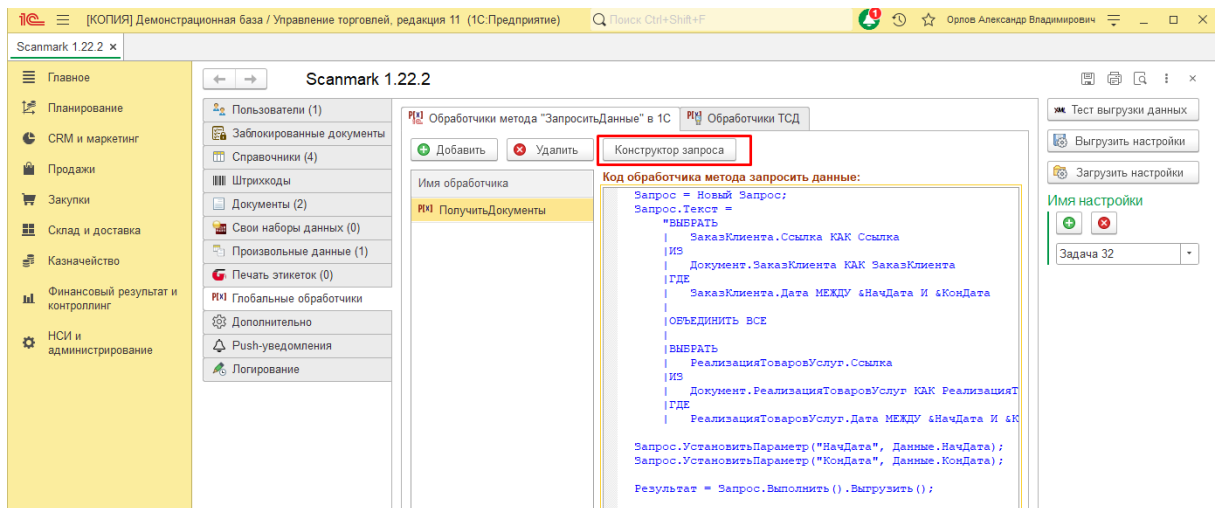 1С [КОПИЯ] Демонстрационная база / Управление торговлей, редакция 11 (1С:Предприятие) Поиск Ctrl+Shift+F 1 Орлов Александр Владимирович
Scanmark 1.22.2 ×
Главное
Планирование
CRM и маркетинг
Продажи
Закупки
Склад и доставка
Казначейство
Финансовый результат и
контроллинг
НСИ и
администрирование
Scanmark 1.22.2
Пользователи (1)
Заблокированные документы
Справочники (4)
Штрихкоды
Документы (2)
Свои наборы данных (0)
Произвольные данные (1)
Печать этикеток (0)
P[x] Глобальные обработчики
Дополнительно
Push-уведомления
Логирование
Обработчики метода "ЗапроситьДанные" в 1С
Обработчики ТСД
Добавить
Удалить
Конструктор запроса
Имя обработчика
P[x] ПолучитьДокументы
Код обработчика метода запросить данные:
Запрос = Новый Запрос;
Запрос.Текст =
"ВЫБРАТЬ
| ЗаказКлиента.Ссылка КАК Ссылка
|ИЗ
| Документ.ЗаказКлиента КАК ЗаказКлиента
|ГДЕ
| ЗаказКлиента.Дата МЕЖДУ &НачДата И &КонДата
|
|ОБЪЕДИНИТЬ ВСЕ
|
|ВЫБРАТЬ
| РеализацияТоваровУслуг.Ссылка
|ИЗ
| Документ.РеализацияТоваровУслуг КАК РеализацияТ
|ГДЕ
| РеализацияТоваровУслуг.Дата МЕЖДУ &НачДата И &К
Запрос.УстановитьПараметр("НачДата", Данные.НачДата);
Запрос.УстановитьПараметр("КонДата", Данные.КонДата);
Результат = Запрос.Выполнить().Выгрузить();
XML Тест выгрузки данных
Выгрузить настройки
Загрузить настройки
Имя настройки
Задача 32